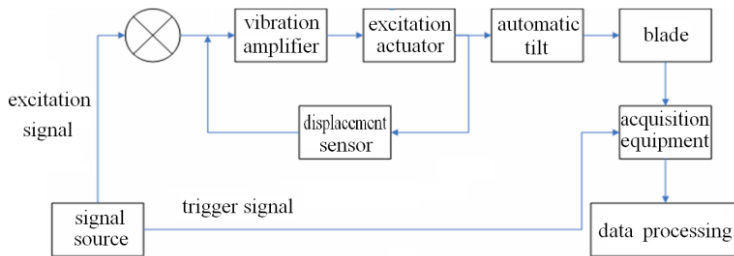 vibration
amplifier
excitation
actuator
automatic
tilt
blade
excitation
signal
displacement
sensor
acquisition
equipment
trigger signal
signal
source
data processing